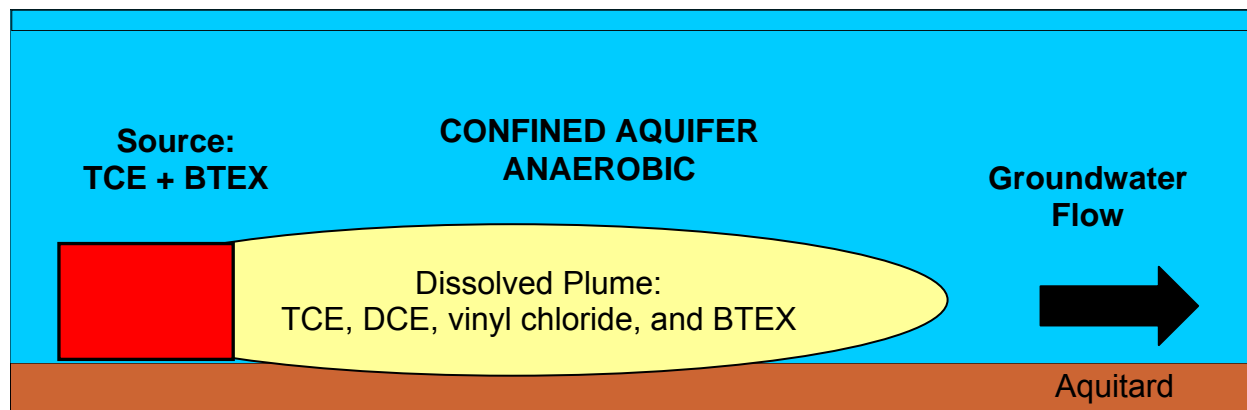 Source:
TCE + BTEX
CONFINED AQUIFER
ANAEROBIC
Groundwater
Flow
Dissolved Plume:
TCE, DCE, vinyl chloride, and BTEX
Aquitard